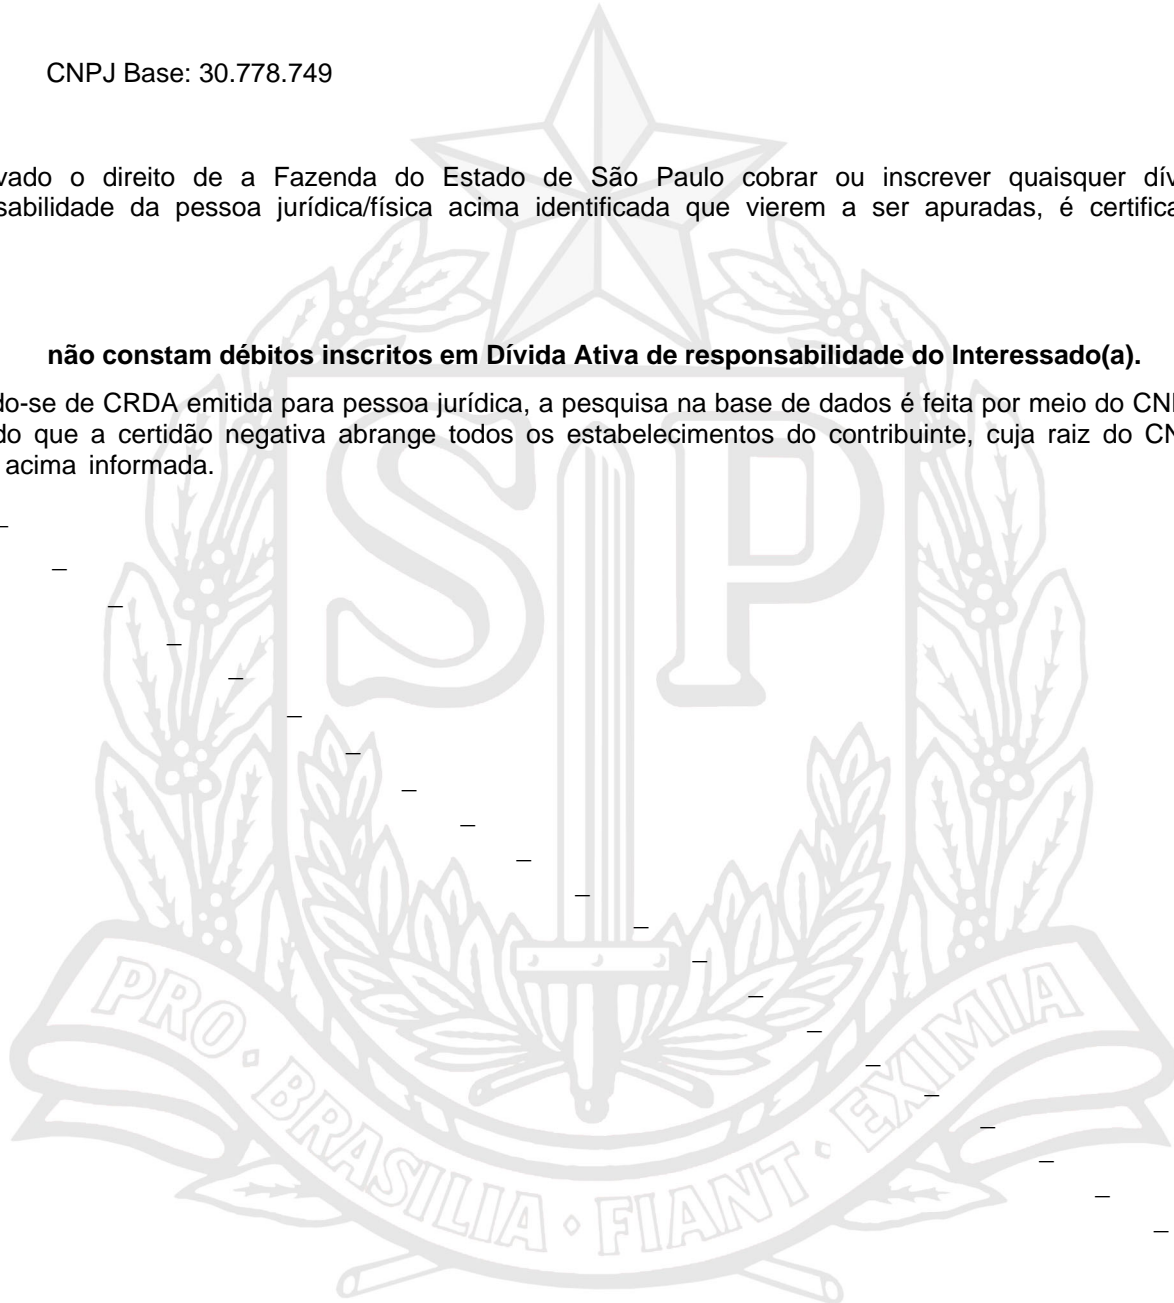 CNPJ Base: 30.778.749
vado o direito de a Fazenda do Estado de São Paulo cobrar ou inscrever quaisquer dív
sabilidade da pessoa jurídica/física acima identificada que vierem a ser apuradas, é certifica
não constam débitos inscritos em Dívida Ativa de responsabilidade do Interessado(a).
do-se de CRDA emitida para pessoa jurídica, a pesquisa na base de dados é feita por meio do CN
do que a certidão negativa abrange todos os estabelecimentos do contribuinte, cuja raiz do CN
acima informada.
SP
PRO • BRASILIA • FIANT • EXIMIA